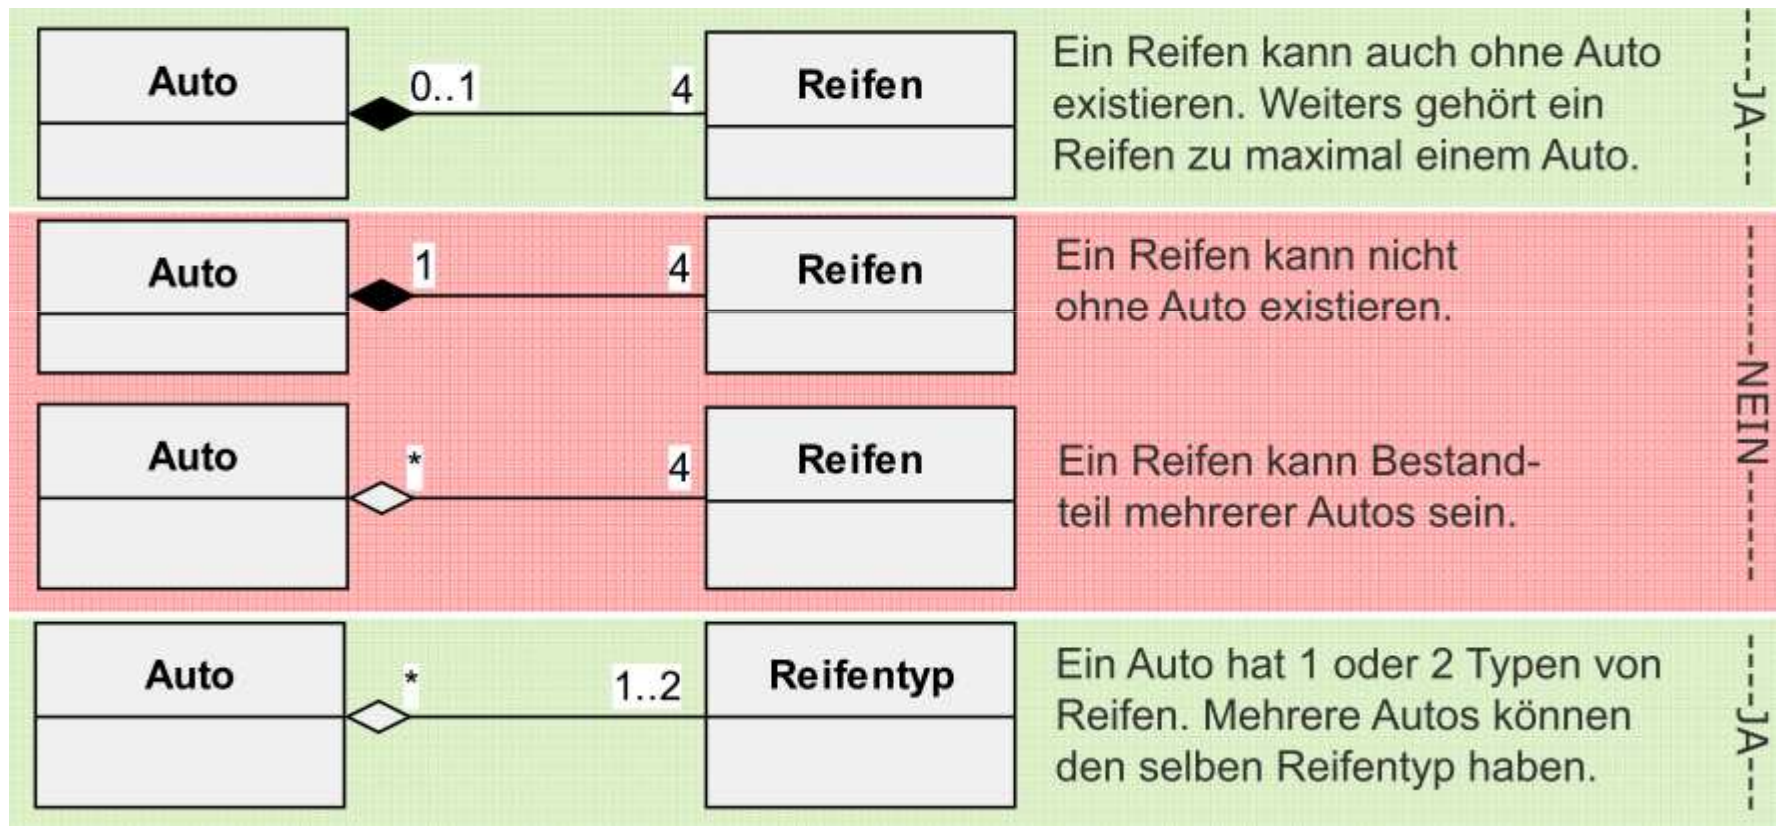 Auto
0..1
4
Reifen
Ein Reifen kann auch ohne Auto
existieren. Weiters gehört ein
Reifen zu maximal einem Auto.
JA
Auto
1
4
Reifen
Ein Reifen kann nicht
ohne Auto existieren.
NEIN
Auto
*
4
Reifen
Ein Reifen kann Bestand-
teil mehrerer Autos sein.
Auto
*
1..2
Reifentyp
Ein Auto hat 1 oder 2 Typen von
Reifen. Mehrere Autos können
den selben Reifentyp haben.
JA